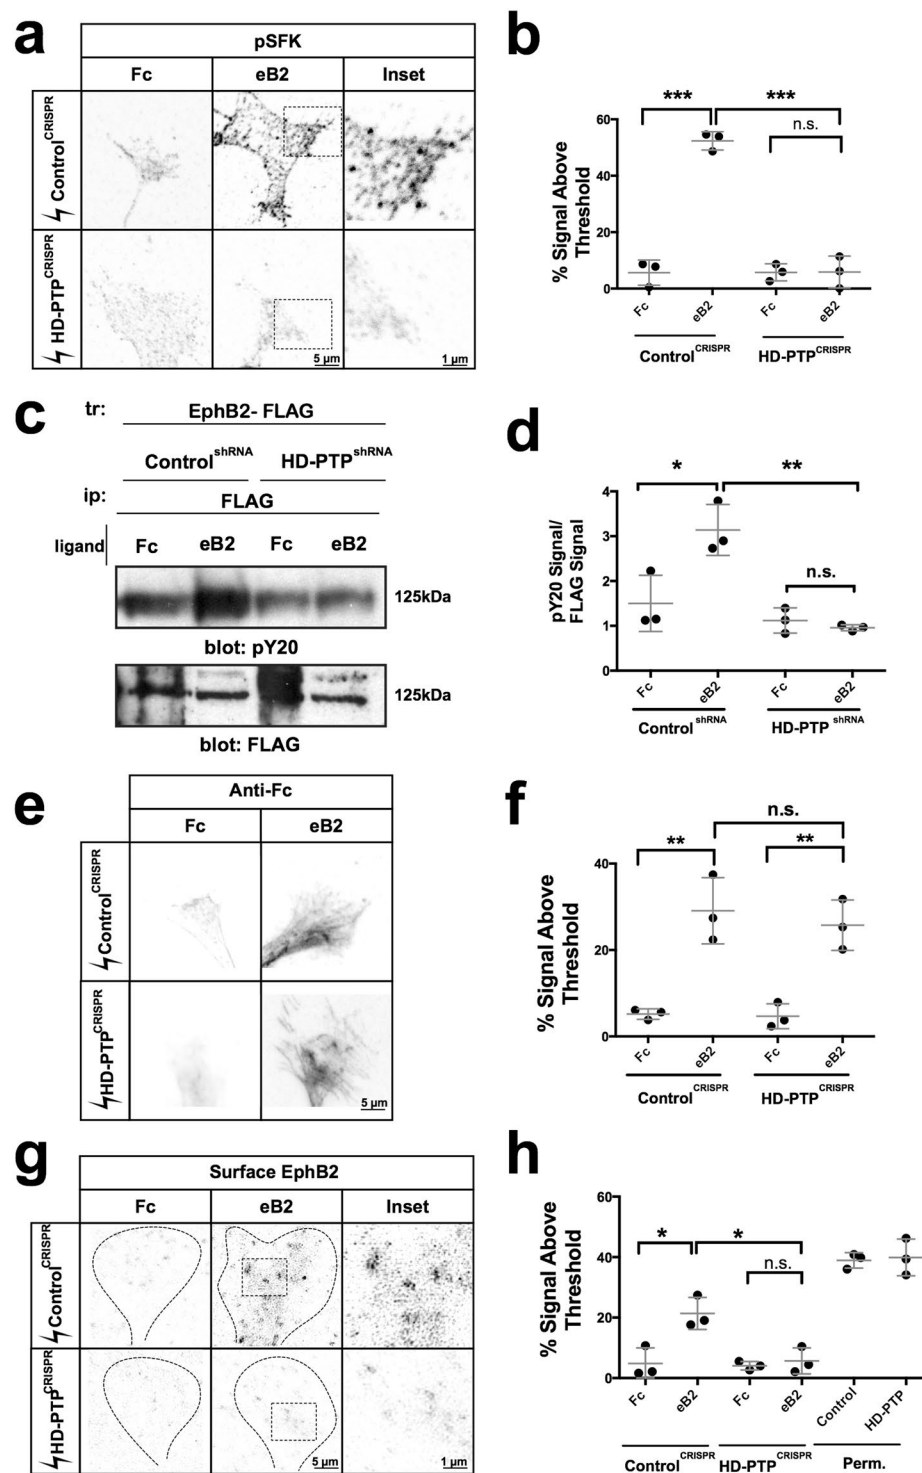 a
pSFK
Fc eB2 Inset
Control CRISPR
HD-PTP CRISPR
5 µm 1 µm
b
*** ***
n.s.
% Signal Above
Threshold
60
40
20
0
Fc eB2 Fc eB2
Control CRISPR HD-PTP CRISPR
c
tr: EphB2- FLAG
Control shRNA HD-PTP shRNA
ip: FLAG
ligand Fc eB2 Fc eB2
125kDa
blot: pY20
125kDa
blot: FLAG
d
* **
n.s.
pY20 Signal/
FLAG Signal
4
3
2
1
0
Fc eB2 Fc eB2
Control shRNA HD-PTP shRNA
e
Anti-Fc
Fc eB2
Control CRISPR
HD-PTP CRISPR
5 µm
f
n.s.
** **
% Signal Above
Threshold
40
20
0
Fc eB2 Fc eB2
Control CRISPR HD-PTP CRISPR
g
Surface EphB2
Fc eB2 Inset
Control CRISPR
HD-PTP CRISPR
5 µm 1 µm
h
* *
n.s.
% Signal Above
Threshold
60
40
20
0
Fc eB2 Fc eB2 Control HD-PTP
Control CRISPR HD-PTP CRISPR Perm.